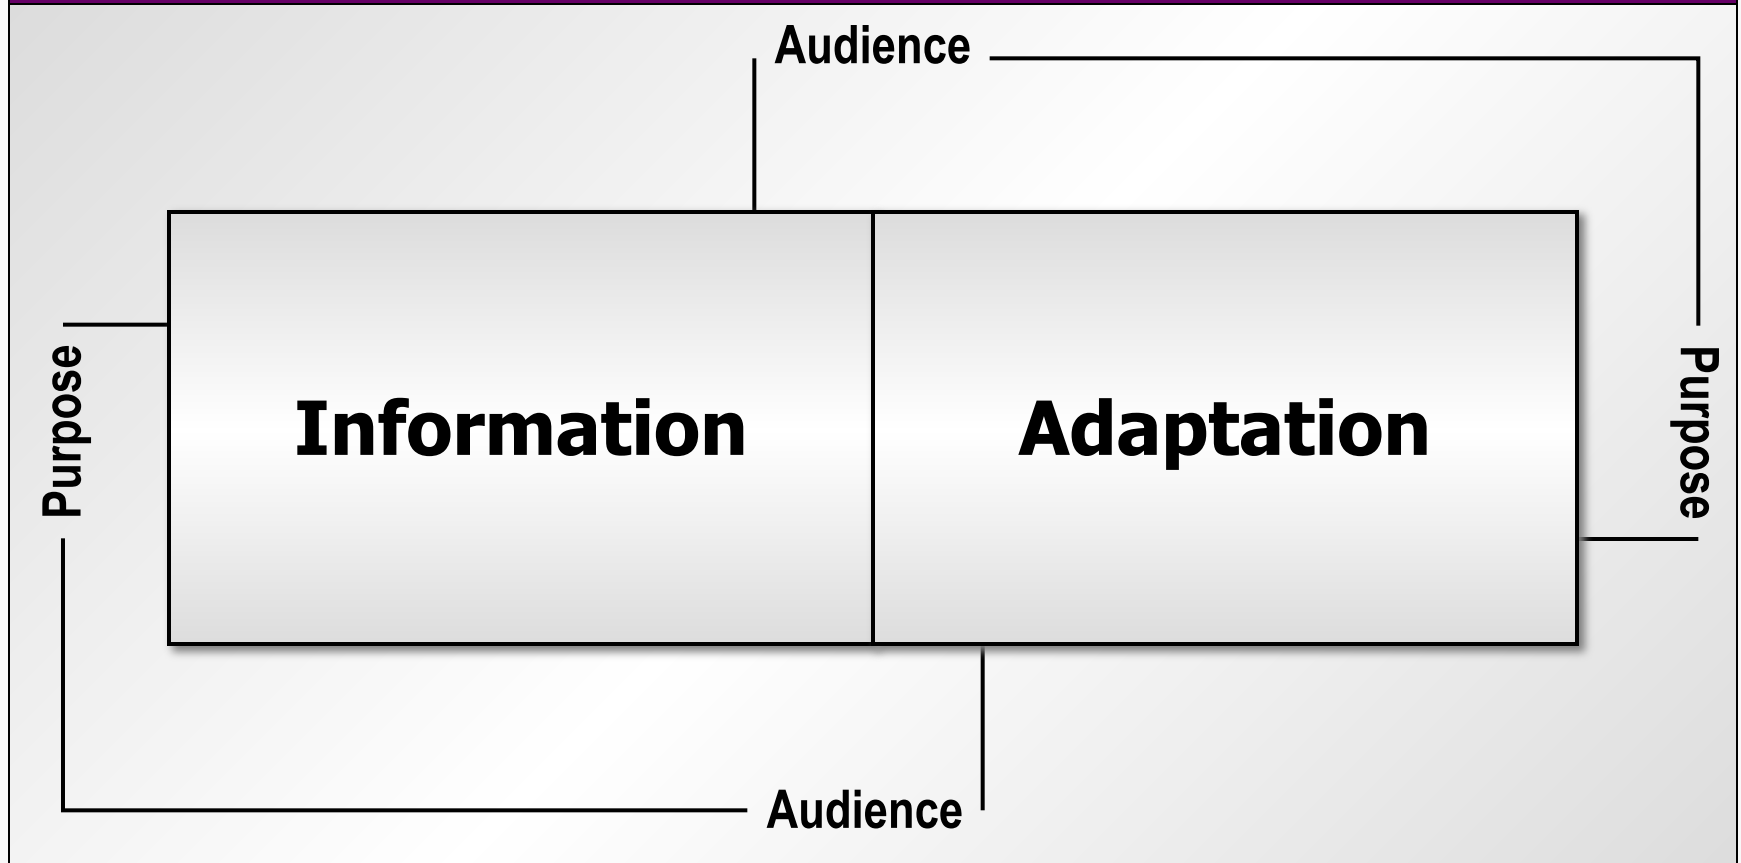 Audience
Purpose
Information
Adaptation
Purpose
Audience